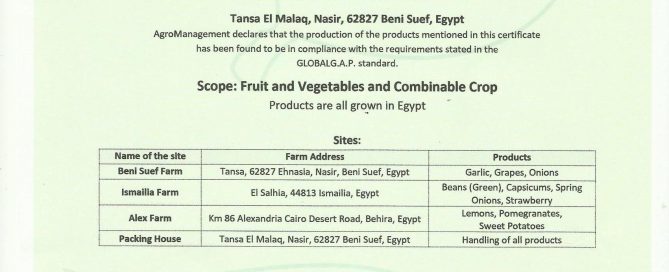 Tansa El Malaq, Nasir, 62827 Beni Suef, Egypt
AgroManagement declares that the production of the products mentioned in this certificate
has been found to be in compliance with the requirements stated in the
GLOBALG.A.P. standard.
Scope: Fruit and Vegetables and Combinable Crop
Products are all grown in Egypt
Sites:
Name of the site Farm Address Products
Beni Suef Farm Tansa, 62827 Ehnasia, Nasir, Beni Suef, Egypt Garlic, Grapes, Onions
Ismailia Farm El Salhia, 44813 Ismailia, Egypt Beans (Green), Capsicums, Spring
Onions, Strawberry
Alex Farm Km 86 Alexandria Cairo Desert Road, Behira, Egypt Lemons, Pomegranates,
Sweet Potatoes
Packing House Tansa El Malaq, Nasir, 62827 Beni Suef, Egypt Handling of all products